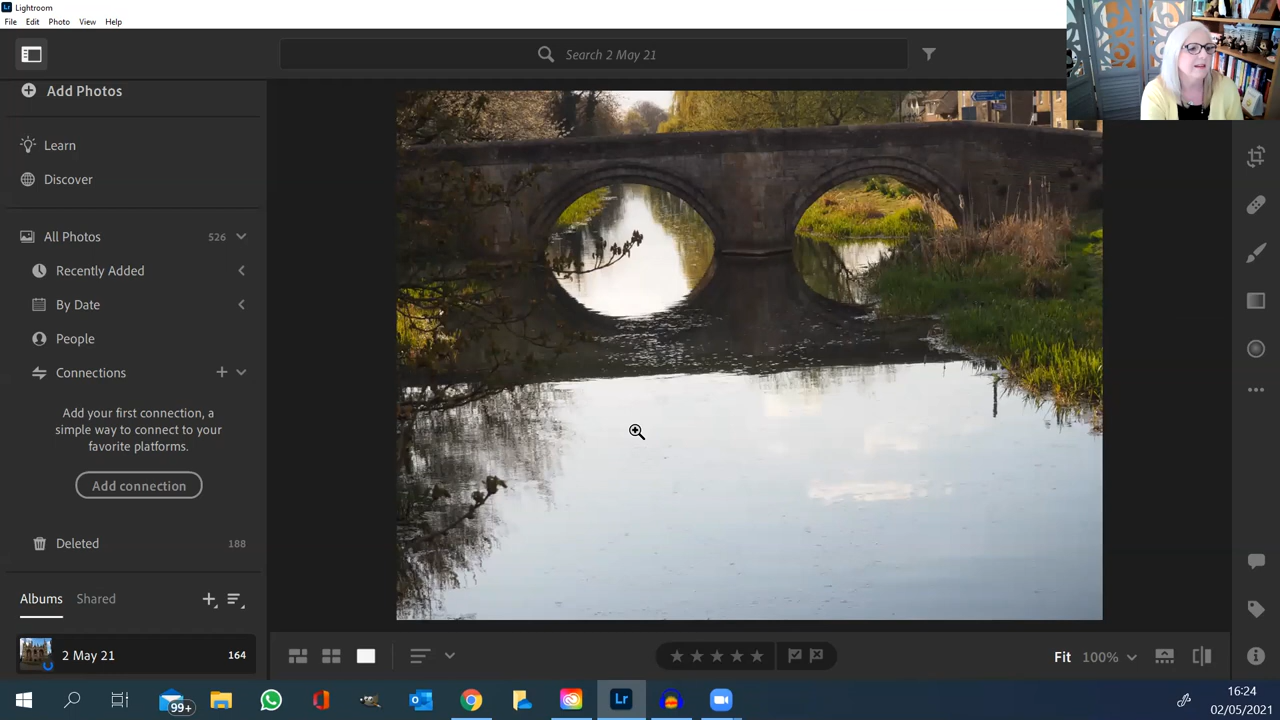 Lr Lightroom
File Edit Photo View Help
Search 2 May 21
Add Photos
Learn
Discover
All Photos 526
Recently Added
By Date
People
Connections
Add your first connection, a
simple way to connect to your
favorite platforms.
Add connection
Deleted 188
Albums Shared
2 May 21 164
Fit 100%
99+
Lr
16:24
02/05/2021